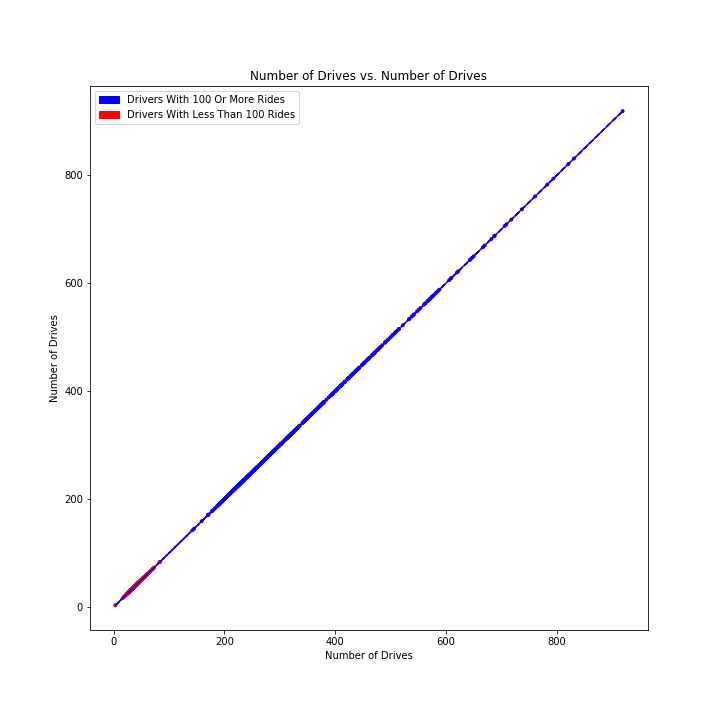 Number of Drives vs. Number of Drives
Drivers With 100 Or More Rides
Drivers With Less Than 100 Rides
Number of Drives
800
600
400
200
0
0 200 400 600 800
Number of Drives